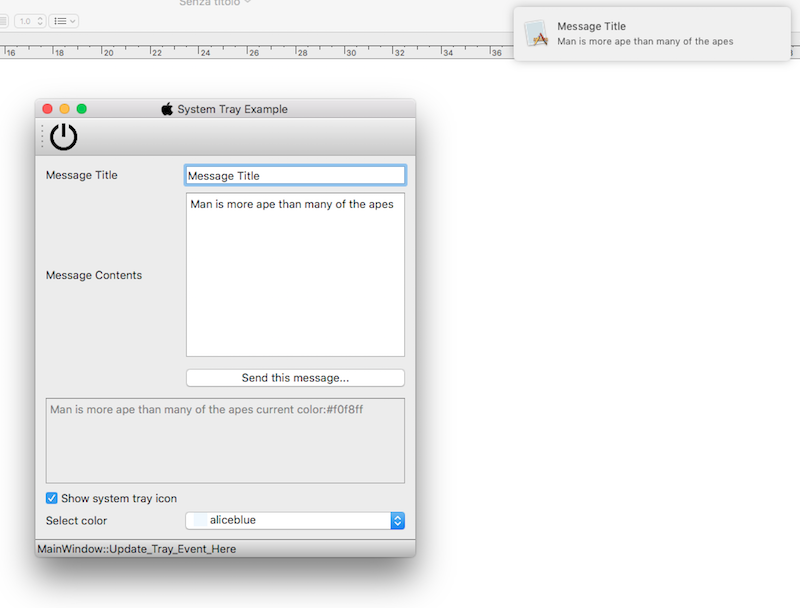 Senza titolo
1.0
16 18 20 22 24 26 28 30 32 34 36
Message Title
Man is more ape than many of the apes
System Tray Example
Message Title
Message Title
Man is more ape than many of the apes
Message Contents
Send this message...
Man is more ape than many of the apes current color:#f0f8ff
Show system tray icon
Select color
aliceblue
MainWindow::Update_Tray_Event_Here